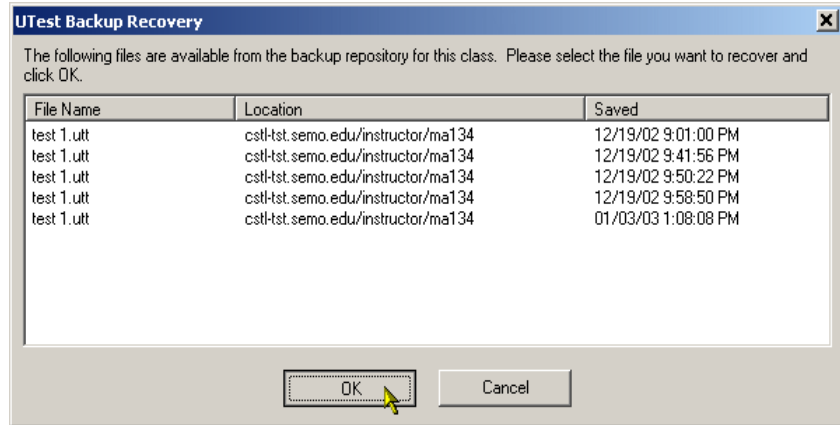 UTest Backup Recovery
The following files are available from the backup repository for this class. Please select the file you want to recover and
click OK.
File Name Location Saved
test 1.utt cstl-tst.semo.edu/instructor/ma134 12/19/02 9:01:00 PM
test 1.utt cstl-tst.semo.edu/instructor/ma134 12/19/02 9:41:56 PM
test 1.utt cstl-tst.semo.edu/instructor/ma134 12/19/02 9:50:22 PM
test 1.utt cstl-tst.semo.edu/instructor/ma134 12/19/02 9:58:50 PM
test 1.utt cstl-tst.semo.edu/instructor/ma134 01/03/03 1:08:08 PM
OK Cancel